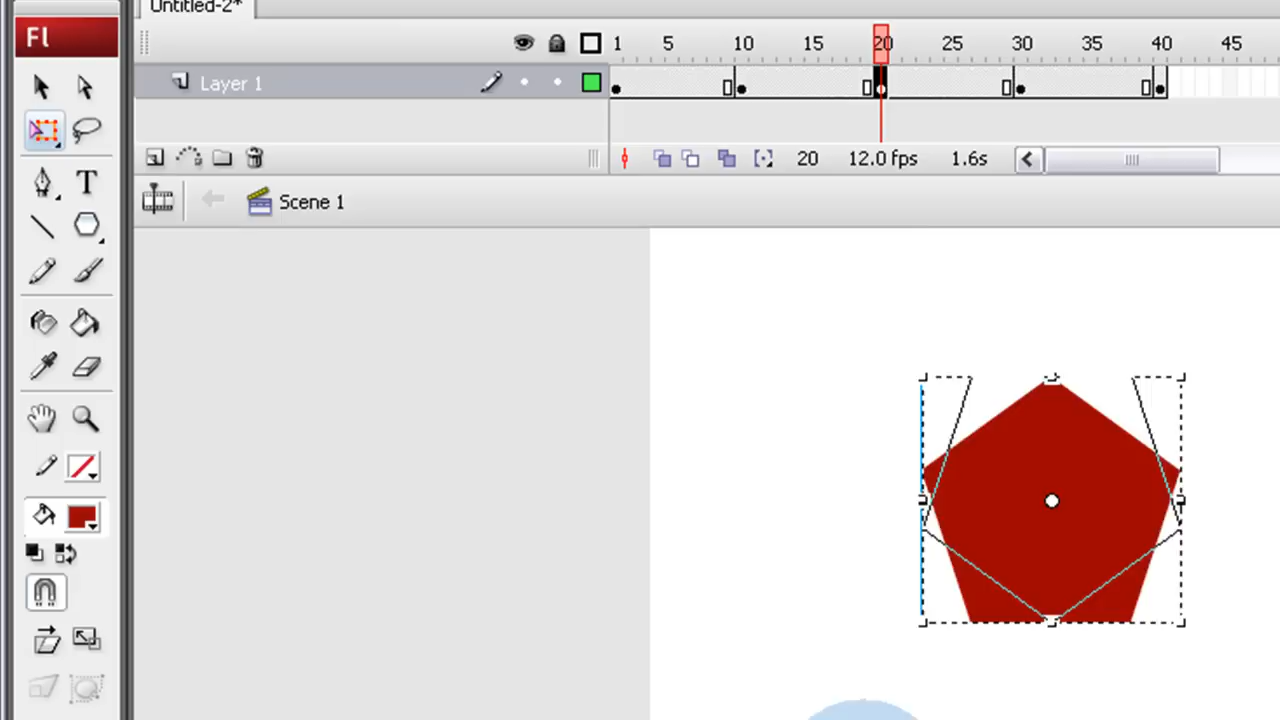 Untitled-2*
Fl
1 5 10 15 20 25 30 35 40 45
Layer 1
20 12.0 fps 1.6s
Scene 1
T